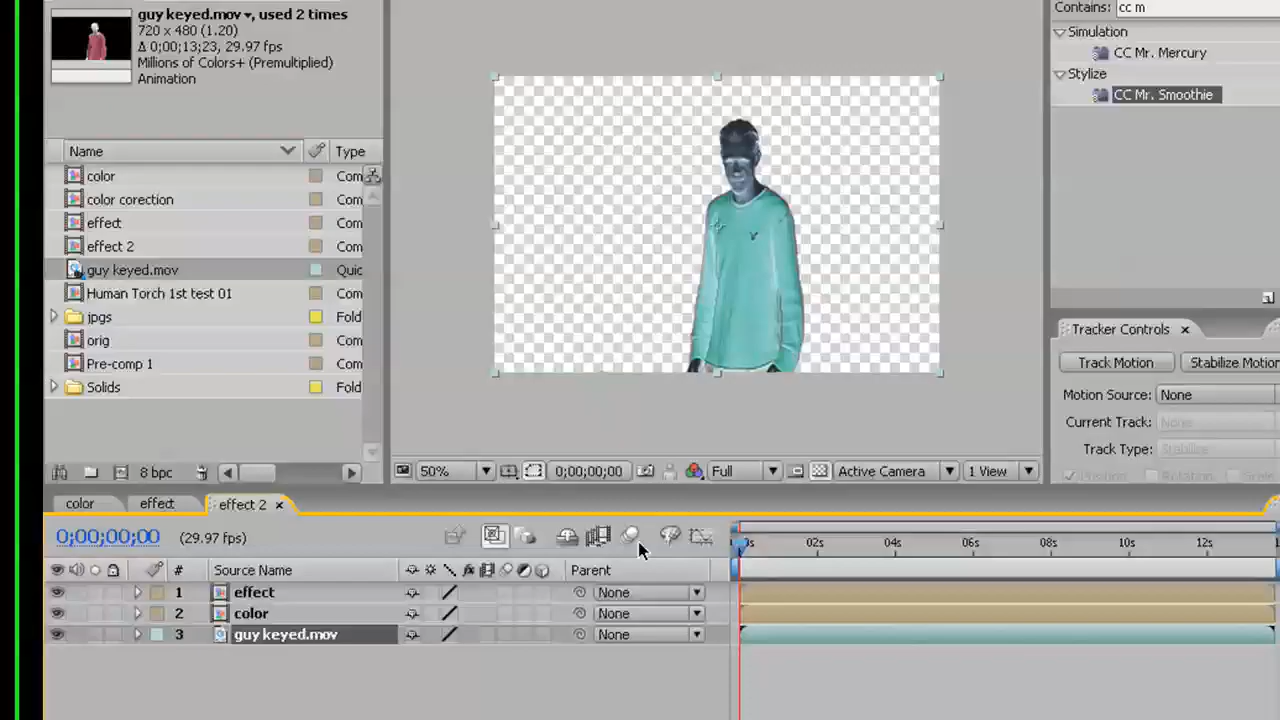 guy keyed.mov, used 2 times
720 x 480 (1.20)
Δ 0;00;13;23, 29.97 fps
Millions of Colors+ (Premultiplied)
Animation
Name Type
color Com
color corection Com
effect Com
effect 2 Com
guy keyed.mov Quic
Human Torch 1st test 01 Com
jpgs Fold
orig Com
Pre-comp 1 Com
Solids Fold
8 bpc
50% 0;00;00;00 Full Active Camera 1 View
Contains: cc m
Simulation
CC Mr. Mercury
Stylize
CC Mr. Smoothie
Tracker Controls
Track Motion Stabilize Motion
Motion Source: None
Current Track: None
Track Type: Stabilize
color effect effect 2
0;00;00;00 (29.97 fps)
0s 02s 04s 06s 08s 10s 12s
# Source Name Parent
1 effect None
2 color None
3 guy keyed.mov None